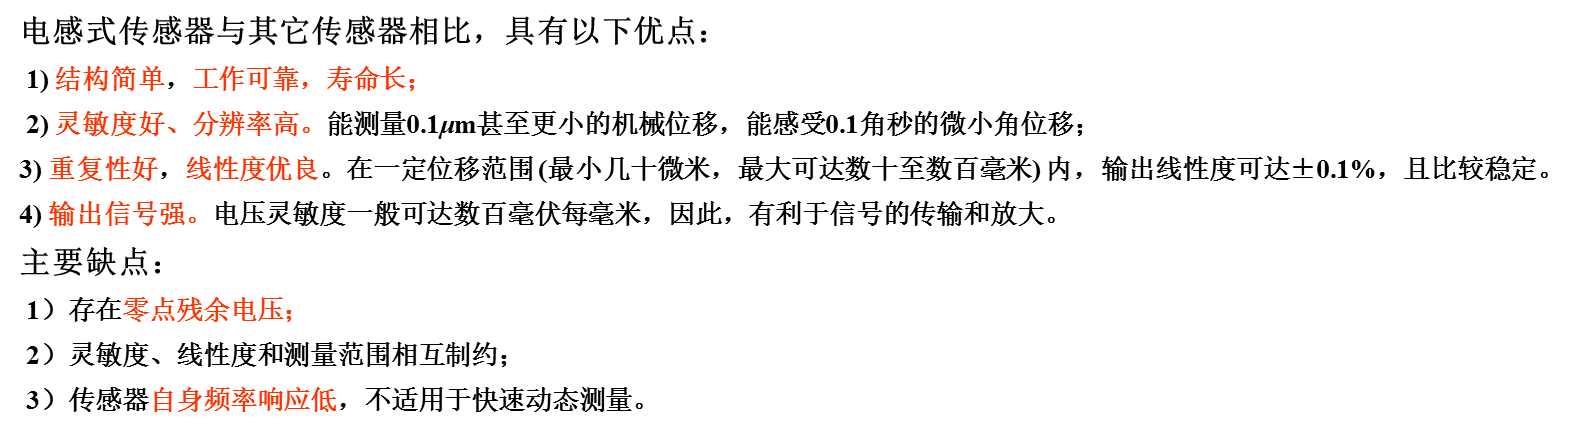 电感式传感器与其它传感器相比，具有以下优点：
1) 结构简单，工作可靠，寿命长；
2) 灵敏度好、分辨率高。能测量0.1μm甚至更小的机械位移，能感受0.1角秒的微小角位移；
3) 重复性好，线性度优良。在一定位移范围(最小几十微米，最大可达数十至数百毫米) 内，输出线性度可达±0.1%，且比较稳定。
4) 输出信号强。电压灵敏度一般可达数百毫伏每毫米，因此，有利于信号的传输和放大。
主要缺点：
1）存在零点残余电压；
2）灵敏度、线性度和测量范围相互制约；
3）传感器自身频率响应低，不适用于快速动态测量。